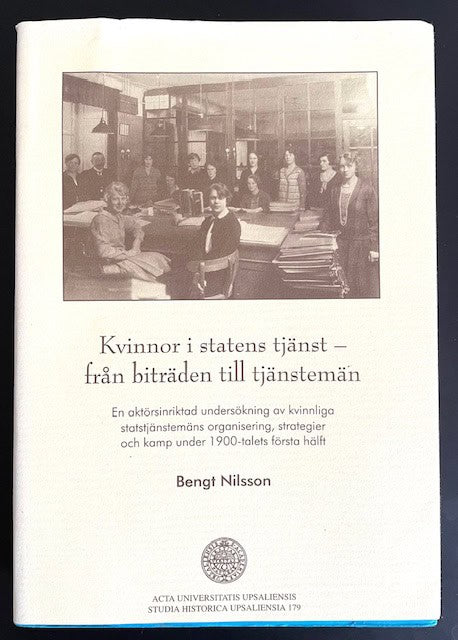 Kvinnor i statens tjänst –
från biträden till tjänstemän
En aktörsinriktad undersökning av kvinnliga
statstjänstemäns organisering, strategier
och kamp under 1900-talets första hälft
Bengt Nilsson
ACTA UNIVERSITATIS UPSALIENSIS
STUDIA HISTORICA UPSALIENSIA 179